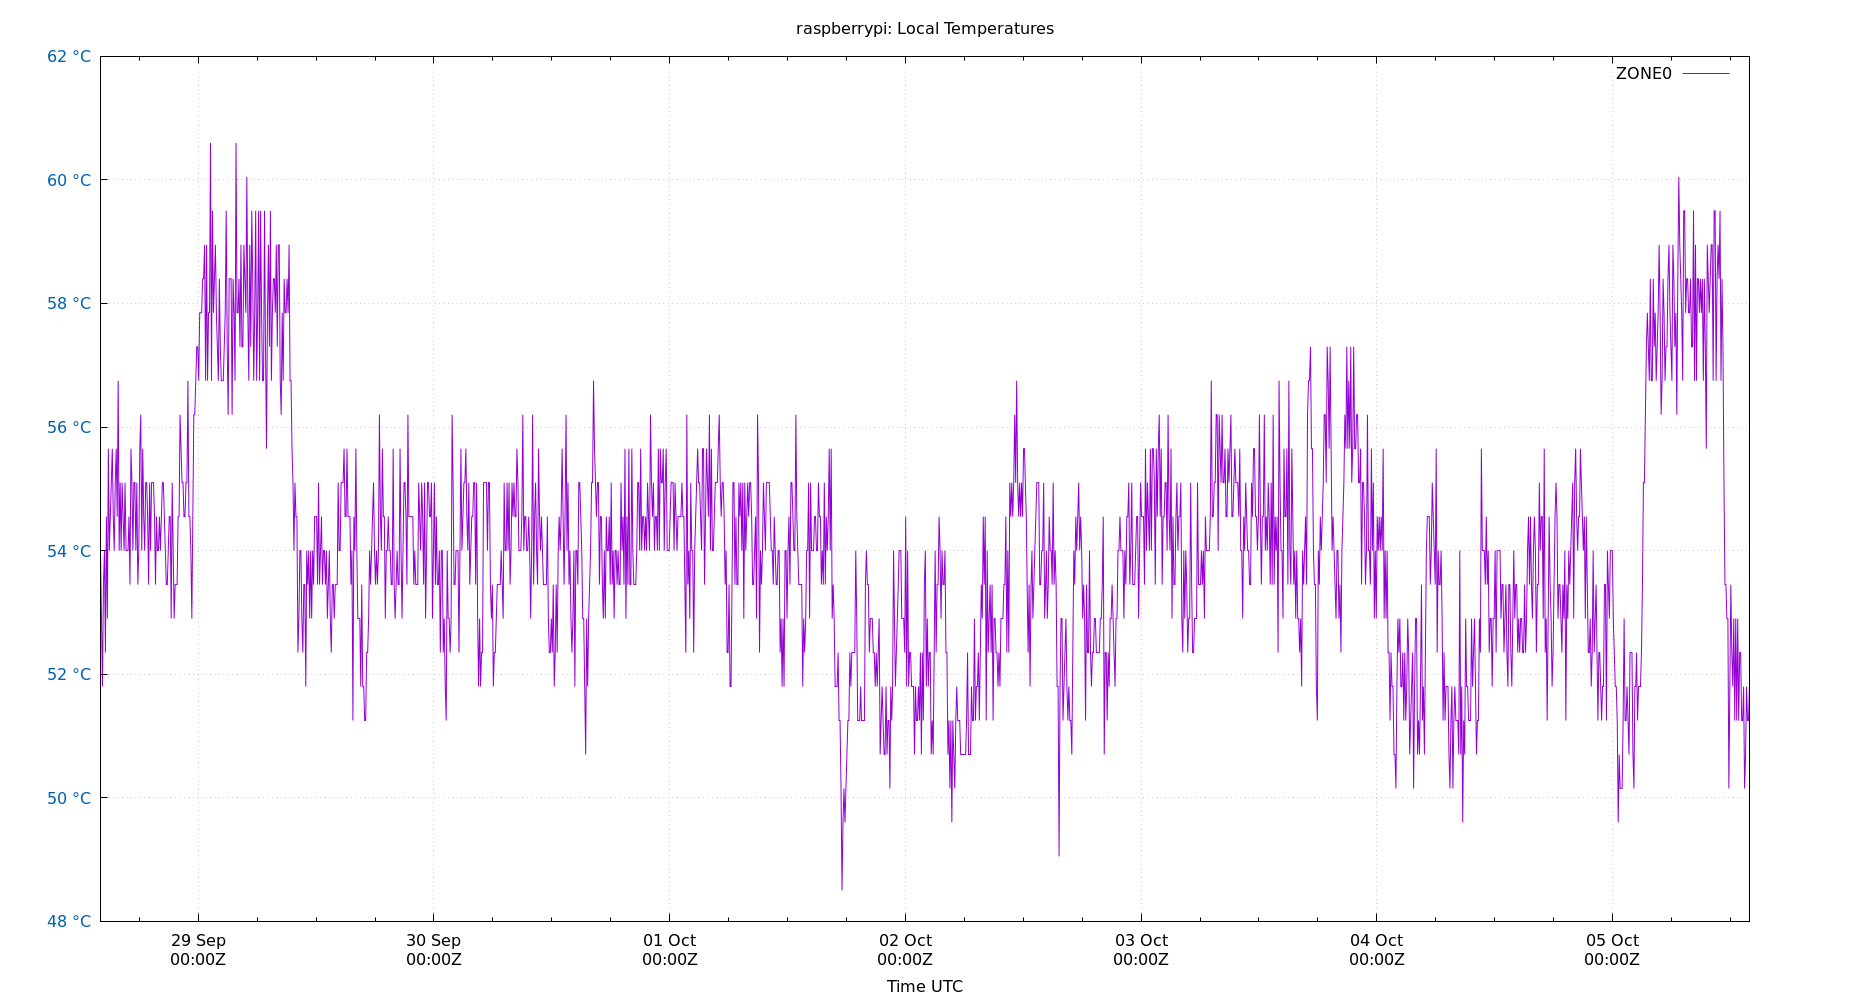 raspberrypi: Local Temperatures
62 °C
ZONE0
60 °C
58 °C
56 °C
54 °C
52 °C
50 °C
48 °C
29 Sep 30 Sep 01 Oct 02 Oct 03 Oct 04 Oct 05 Oct
00:00Z 00:00Z 00:00Z 00:00Z 00:00Z 00:00Z 00:00Z
Time UTC